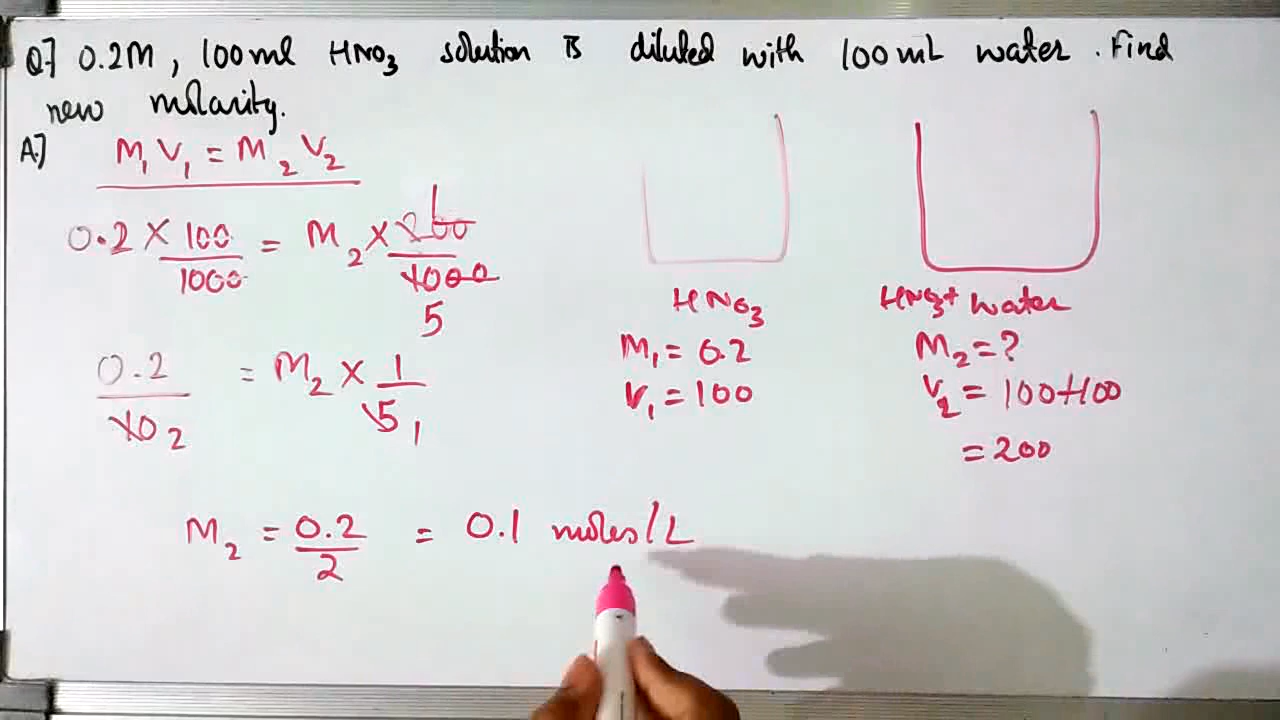 Q7 0.2M, 100ml HNO3 solution is diluted with 100mL water. Find
new molarity.
A.7
M1V1 = M2V2
0.2 × 100/1000 = M2 × 200/1000
1
5
0.2/10 2 = M2 × 1/5 1
M2 = 0.2/2 = 0.1 moles/L
HNO3
M1 = 0.2
V1 = 100
HNO3+ water
M2 = ?
V2 = 100+100
= 200